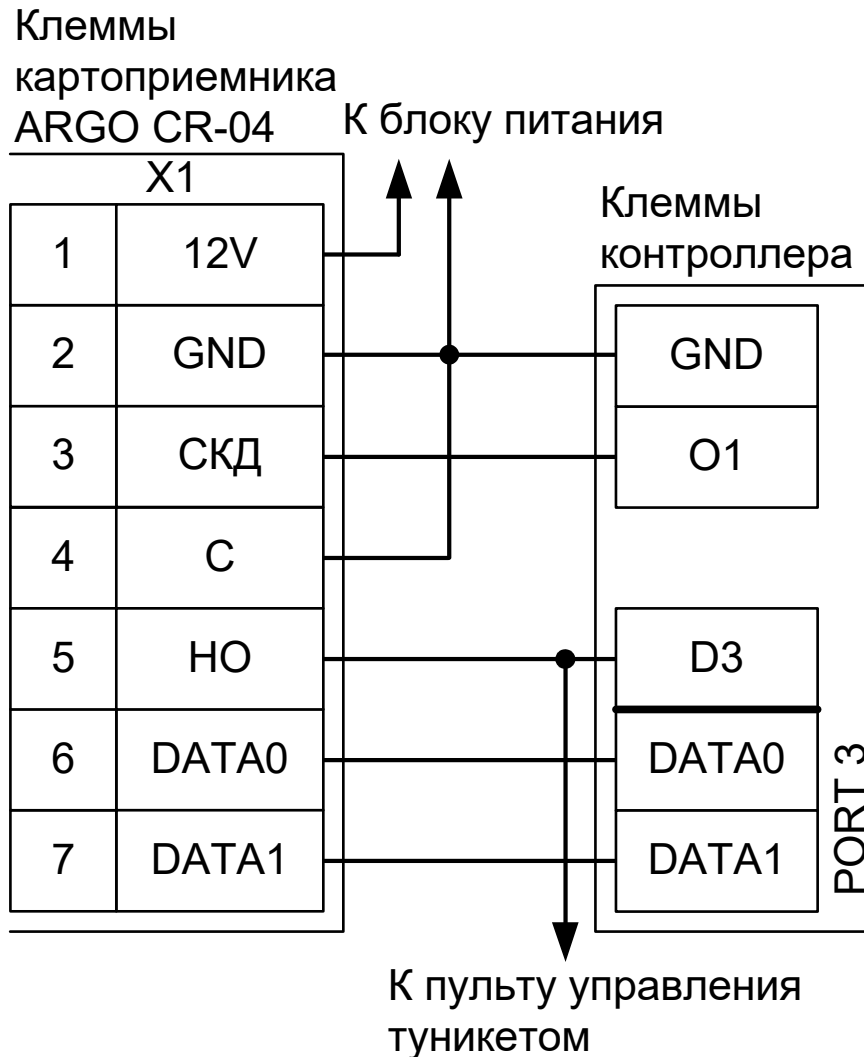 Клеммы
картоприемника
ARGO CR-04
К блоку питания
X1
Клеммы
контроллера
1 12V
2 GND
GND
3 СКД
O1
4 С
5 НО
D3
6 DATA0
DATA0
7 DATA1
DATA1
PORT 3
К пульту управления
туникетом